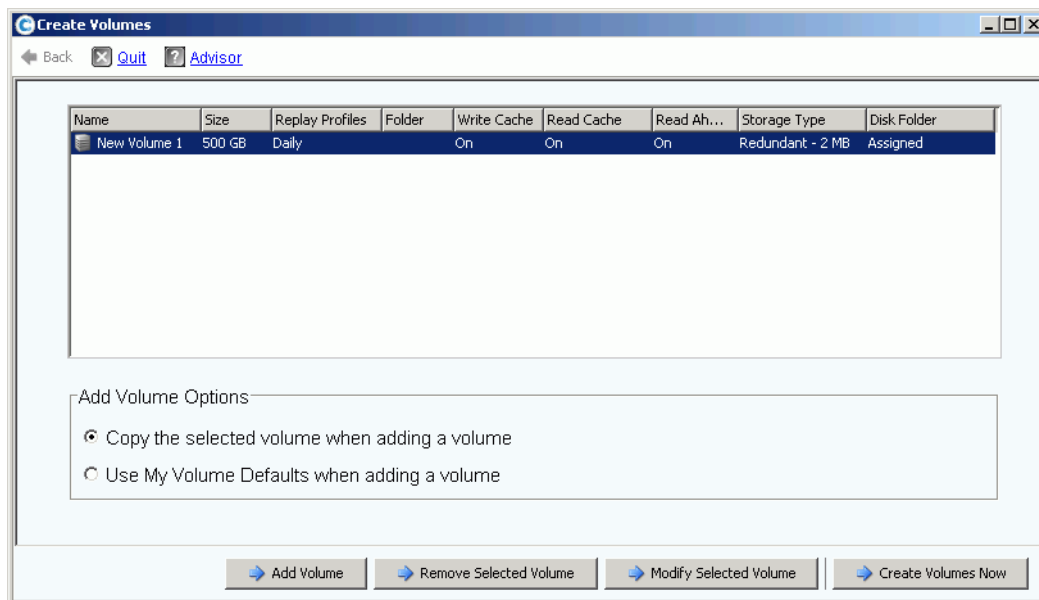 Create Volumes
Back Quit ? Advisor
Name Size Replay Profiles Folder Write Cache Read Cache Read Ah... Storage Type Disk Folder
New Volume 1 500 GB Daily On On On Redundant - 2 MB Assigned
Add Volume Options
Copy the selected volume when adding a volume
Use My Volume Defaults when adding a volume
Add Volume Remove Selected Volume Modify Selected Volume Create Volumes Now